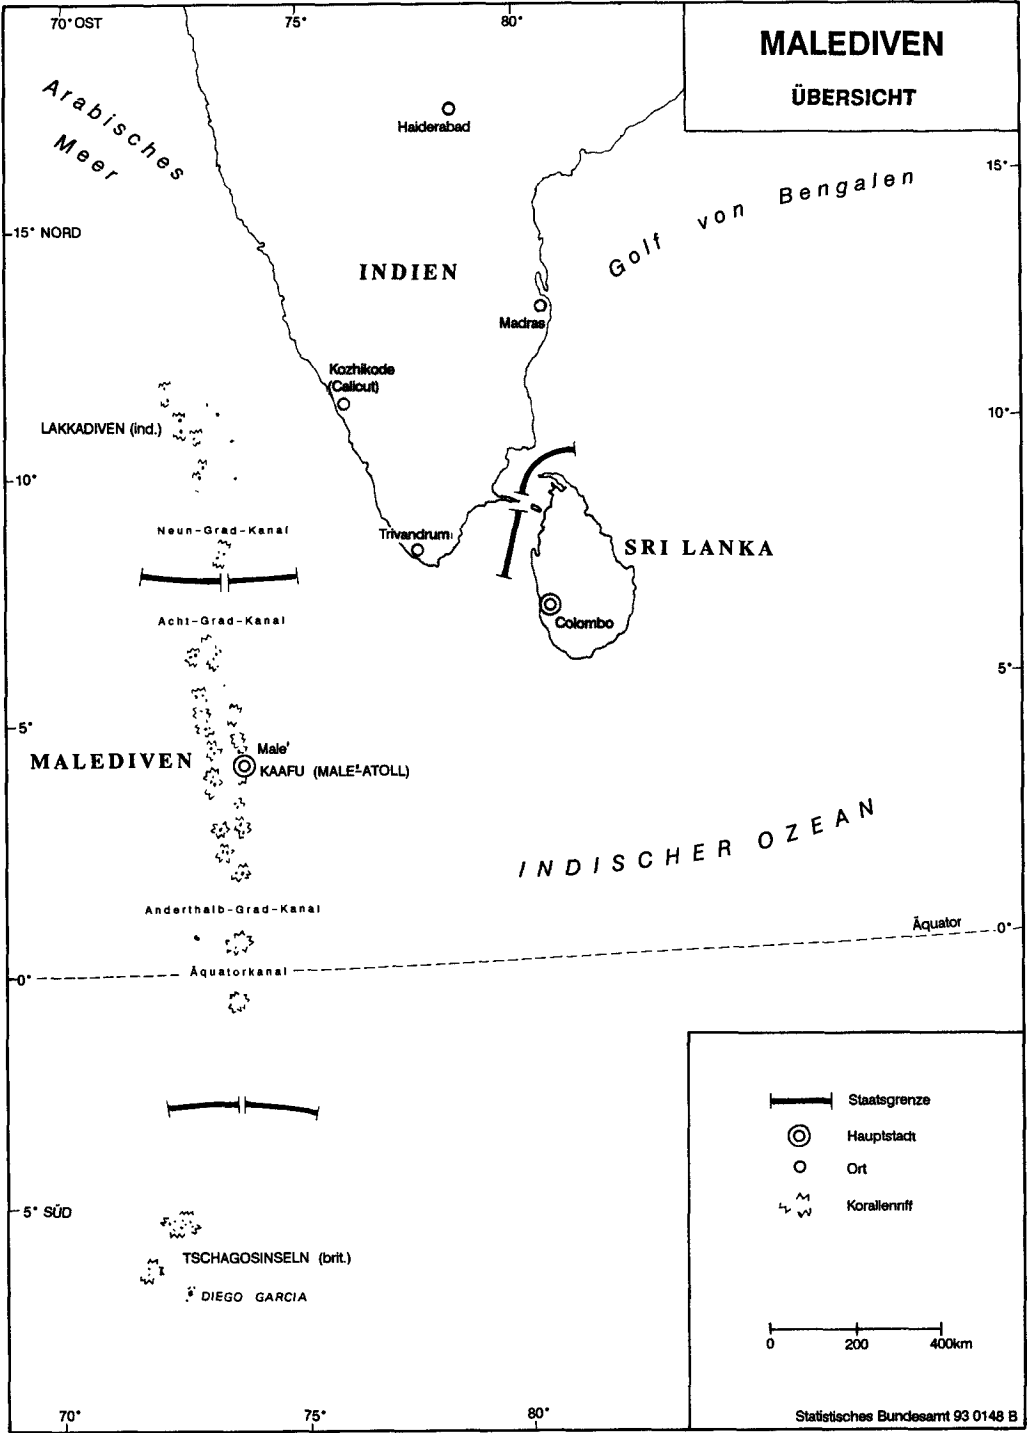 70° OST
75°
80°
MALEDIVEN
ÜBERSICHT
Arabisches
Meer
Haiderabad
15°
Golf von Bengalen
15° NORD
INDIEN
Madras
Kozhikode
(Calicut)
10°
LAKKADIVEN (ind.)
10°
Neun-Grad-Kanal
Trivandrum
SRI LANKA
Acht-Grad-Kanal
Colombo
5°
5°
Male'
MALEDIVEN
KAAFU (MALE'-ATOLL)
INDISCHER OZEAN
Anderthalb-Grad-Kanal
Äquator
0°
Äquatorkanal
0°
Staatsgrenze
Hauptstadt
Ort
Korallenriff
5° SÜD
TSCHAGOSINSELN (brit.)
DIEGO GARCIA
0 200 400km
70°
75°
80°
Statistisches Bundesamt 93 0148 B